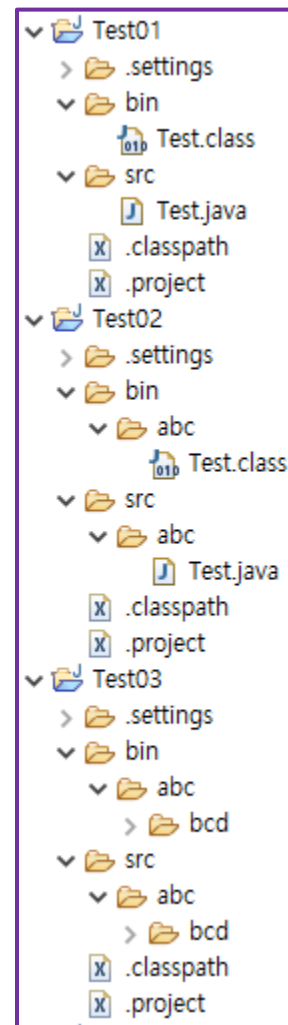 Test01
.settings
bin
Test.class
src
Test.java
.classpath
.project
Test02
.settings
bin
abc
Test.class
src
abc
Test.java
.classpath
.project
Test03
.settings
bin
abc
bcd
src
abc
bcd
.classpath
.project